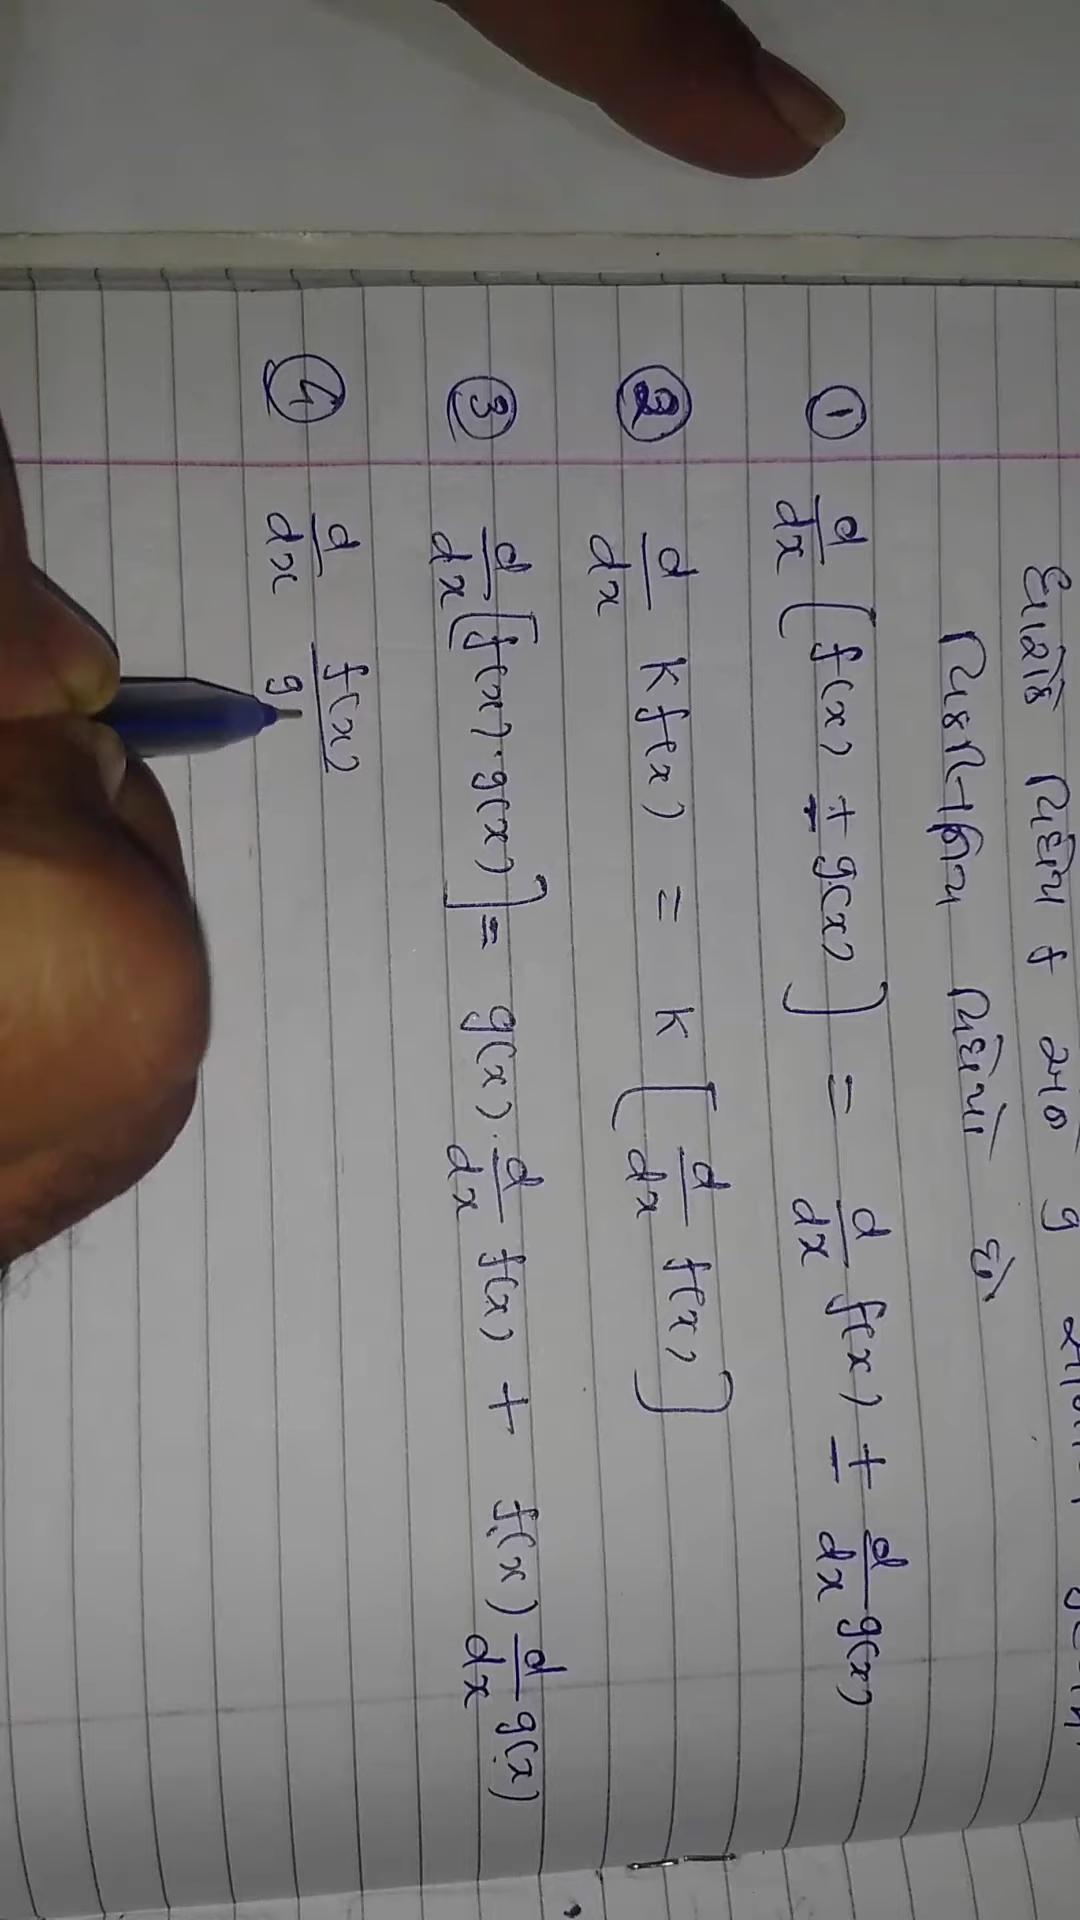 ધારોકે વિધેય f અને g
વિકલનીય વિધેયો છે.
① d/dx [f(x) ± g(x)] = d/dx f(x) ± d/dx g(x)
② d/dx K f(x) = K [d/dx f(x)]
③ d/dx [f(x) · g(x)] = g(x) · d/dx f(x) + f(x) d/dx g(x)
④ d/dx f(x)/g